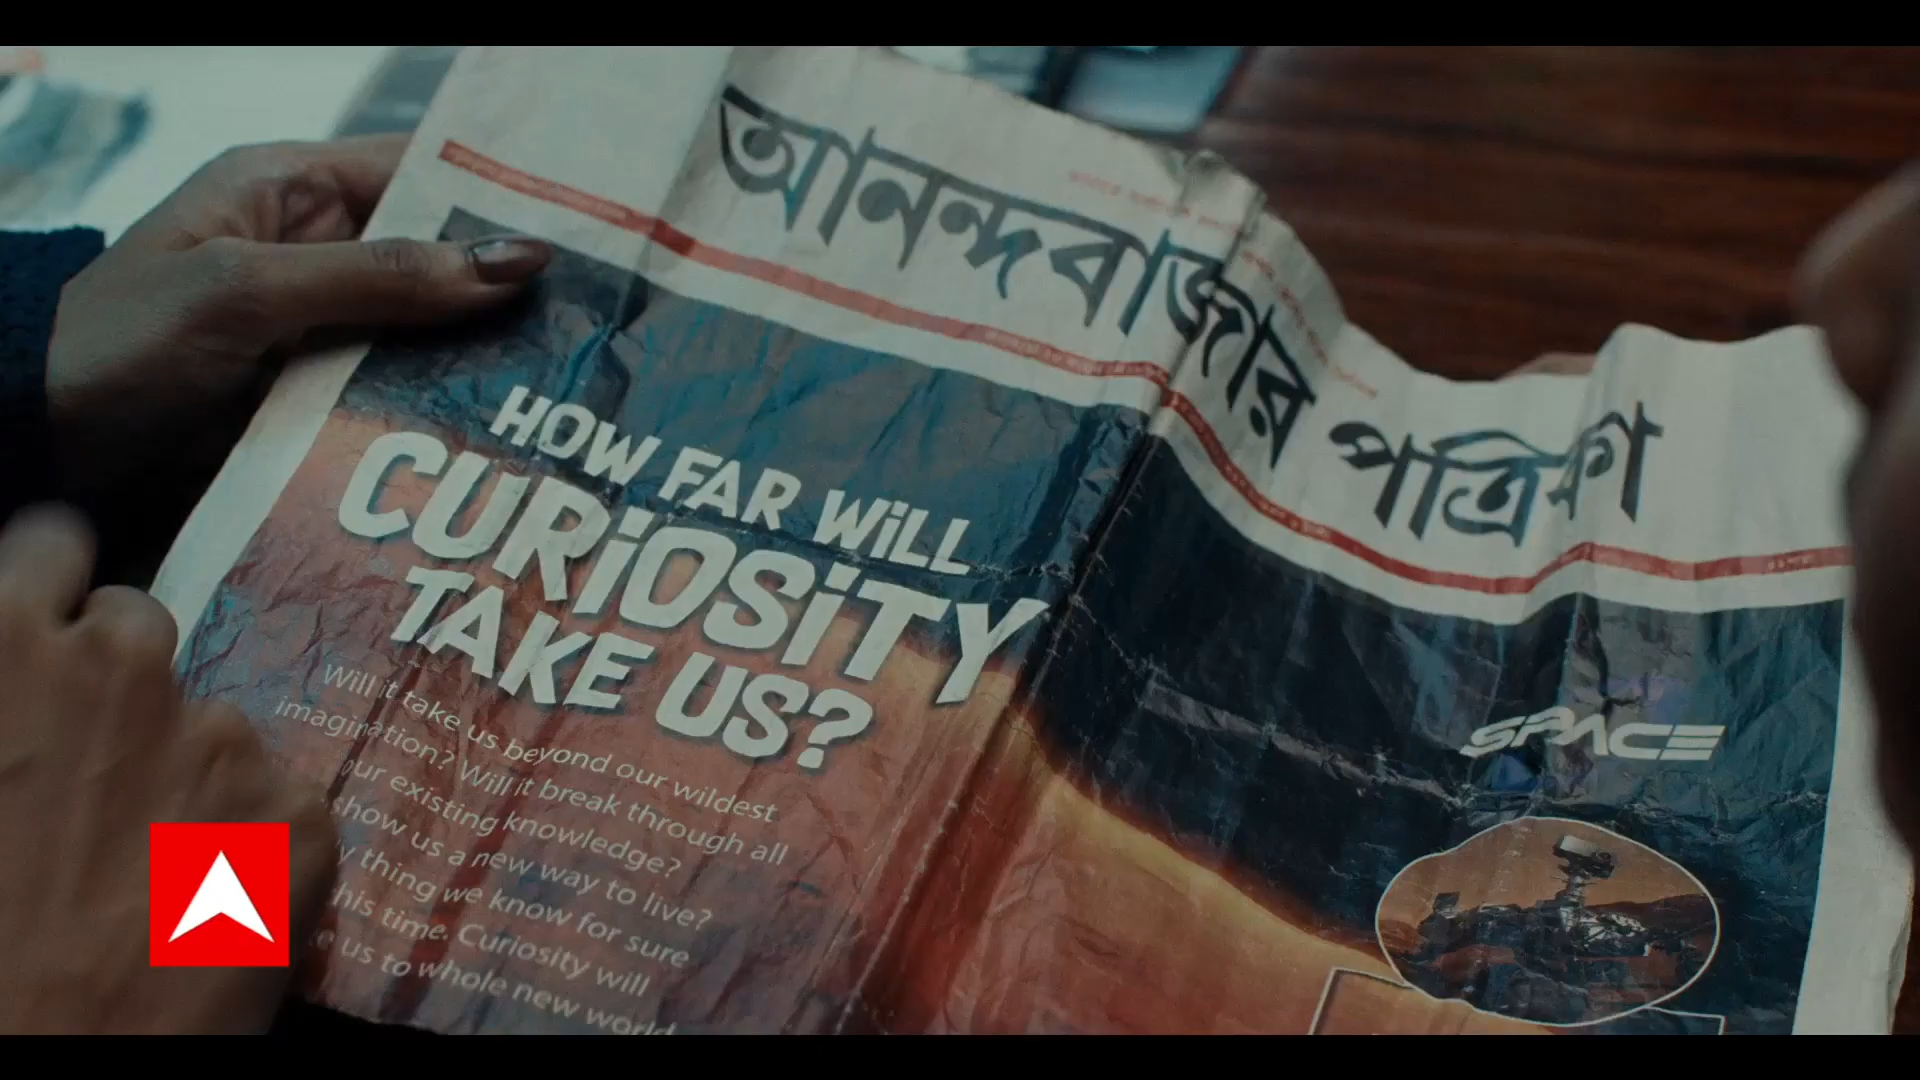 আনন্দবাজার পত্রিকা
HOW FAR WiLL
CURiOSiTY
TAKE US?
Will it take us beyond our wildest
imagination? Will it break through all
our existing knowledge?
show us a new way to live?
thing we know for sure
this time. Curiosity will
us to whole new world
SPACE